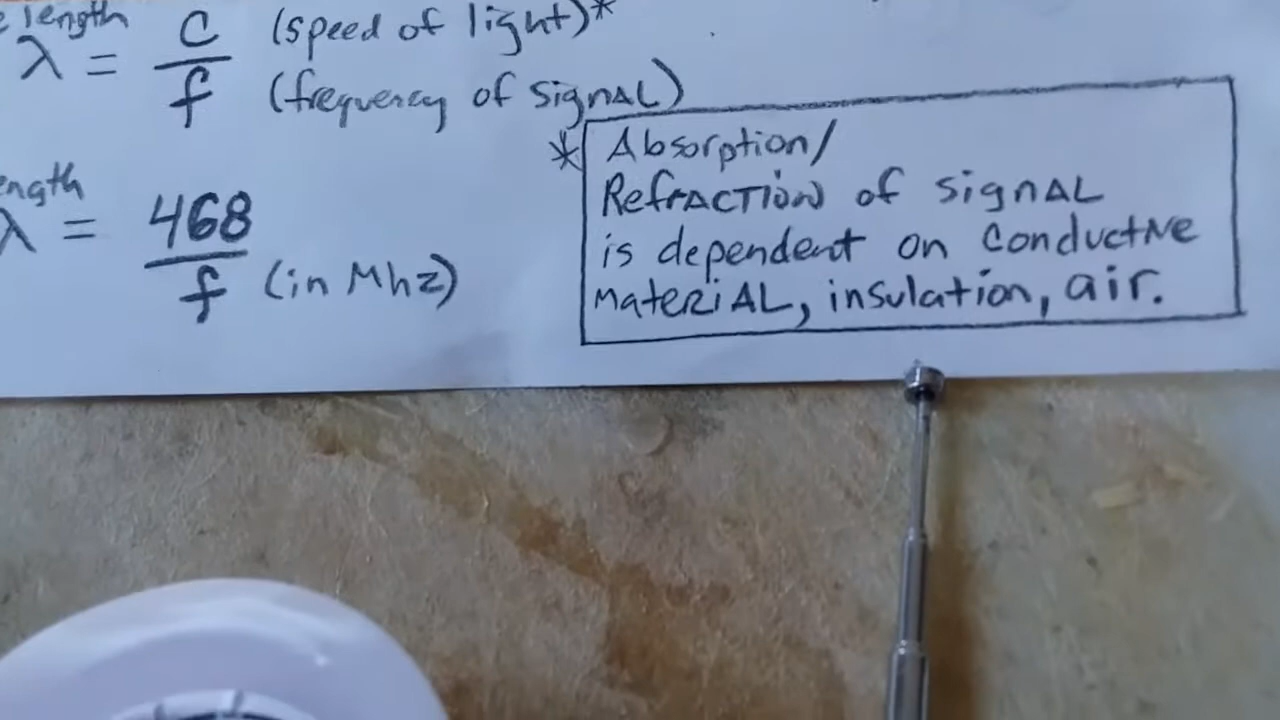 length
λ = c/f (speed of light)*
(frequency of signal)
* Absorption/
Refraction of signal
is dependent on conductive
material, insulation, air.
λ = 468/f (in Mhz)